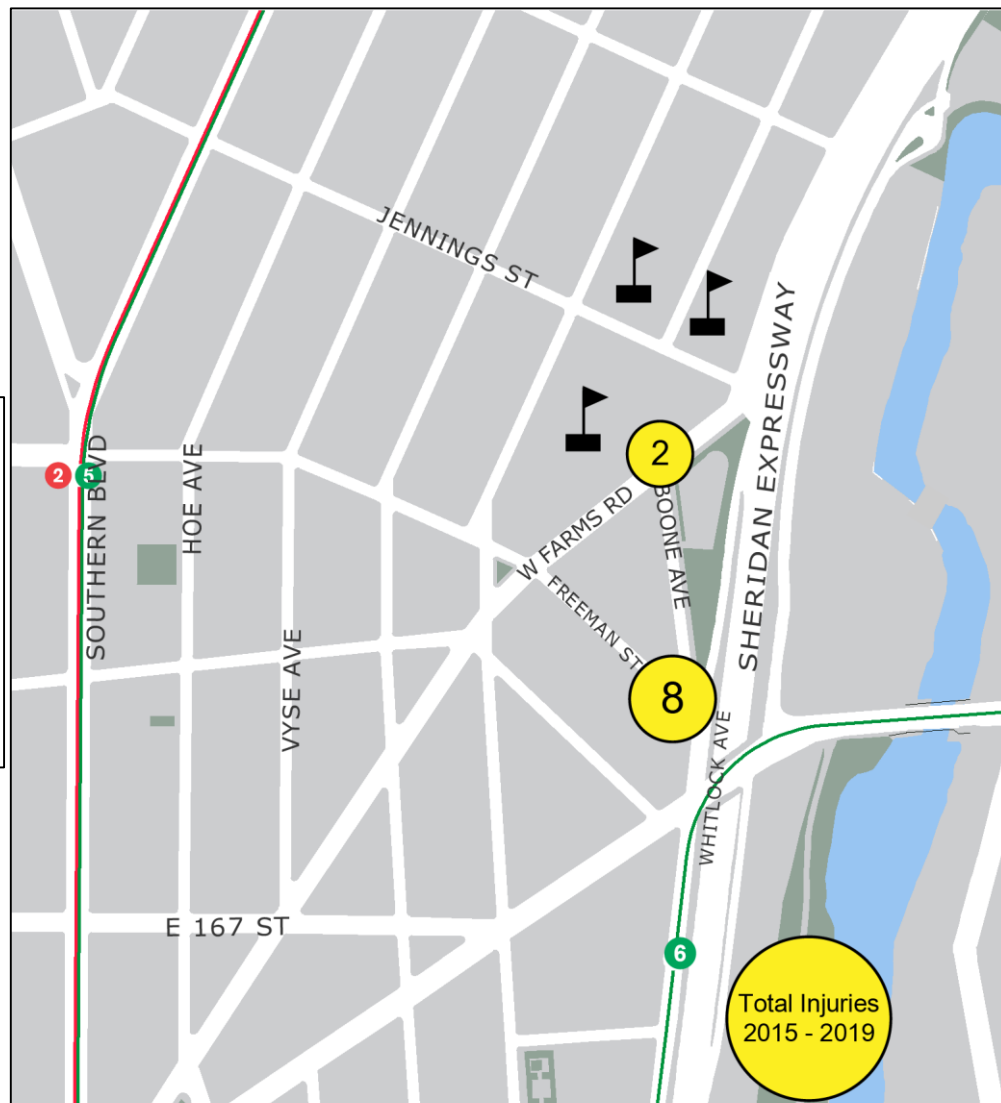 JENNINGS ST
SHERIDAN EXPRESSWAY
2
2
5
SOUTHERN BLVD
HOE AVE
W FARMS RD
BOONE AVE
FREEMAN ST
VYSE AVE
8
WHITLOCK AVE
E 167 ST
6
Total Injuries
2015 - 2019